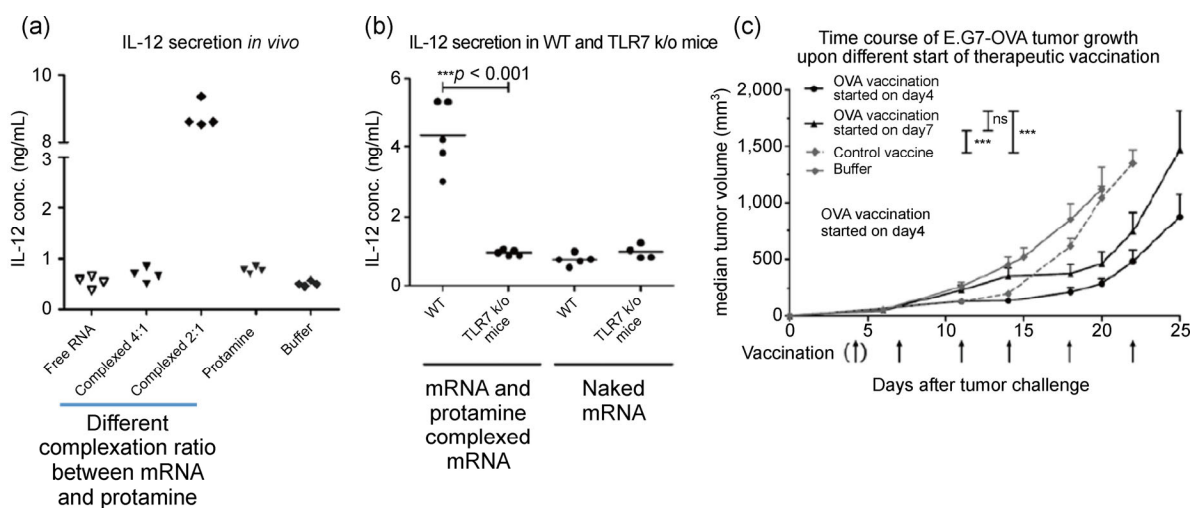 (a)
IL-12 secretion in vivo
IL-12 conc. (ng/mL)
10
8
3
2
1
0
Free RNA
Complexed 4:1
Complexed 2:1
Protamine
Buffer
Different
complexation ratio
between mRNA
and protamine
(b)
IL-12 secretion in WT and TLR7 k/o mice
***p < 0.001
IL-12 conc. (ng/mL)
6
4
2
0
WT
TLR7 k/o
mice
WT
TLR7 k/o
mice
mRNA and
protamine
complexed
mRNA
Naked
mRNA
(c)
Time course of E.G7-OVA tumor growth
upon different start of therapeutic vaccination
median tumor volume (mm³)
2,000
1,500
1,000
500
0
OVA vaccination
started on day4
OVA vaccination
started on day7
Control vaccine
Buffer
ns
***
***
OVA vaccination
started on day4
0
5
10
15
20
25
Vaccination (↑) ↑ ↑ ↑ ↑ ↑
Days after tumor challenge